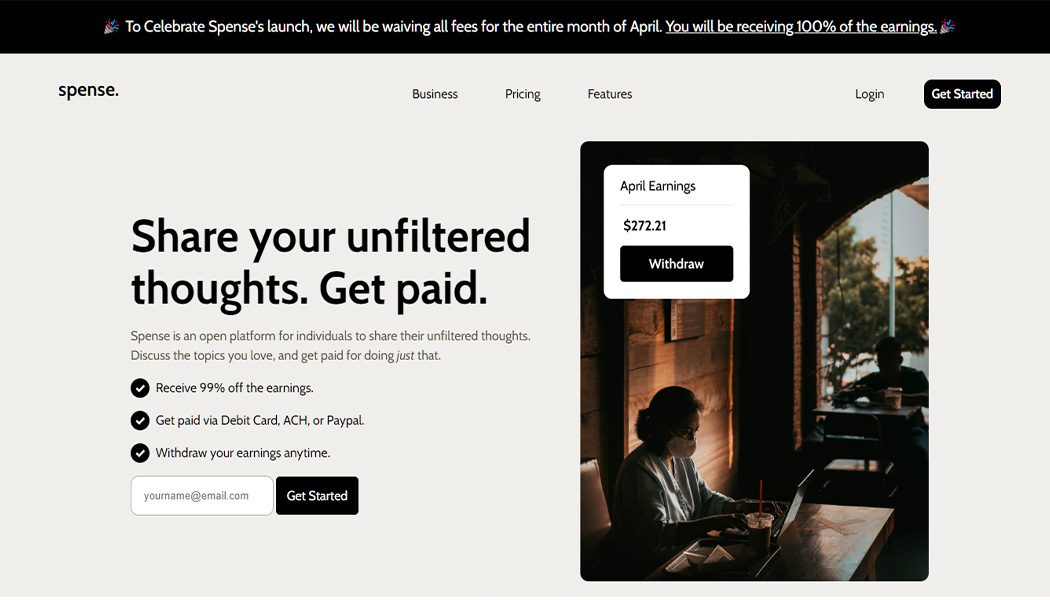 🎉 To Celebrate Spense's launch, we will be waiving all fees for the entire month of April. You will be receiving 100% of the earnings. 🎉
spense.
Business
Pricing
Features
Login
Get Started
Share your unfiltered
thoughts. Get paid.
Spense is an open platform for individuals to share their unfiltered thoughts.
Discuss the topics you love, and get paid for doing just that.
Receive 99% off the earnings.
Get paid via Debit Card, ACH, or Paypal.
Withdraw your earnings anytime.
yourname@email.com
Get Started
April Earnings
$272.21
Withdraw